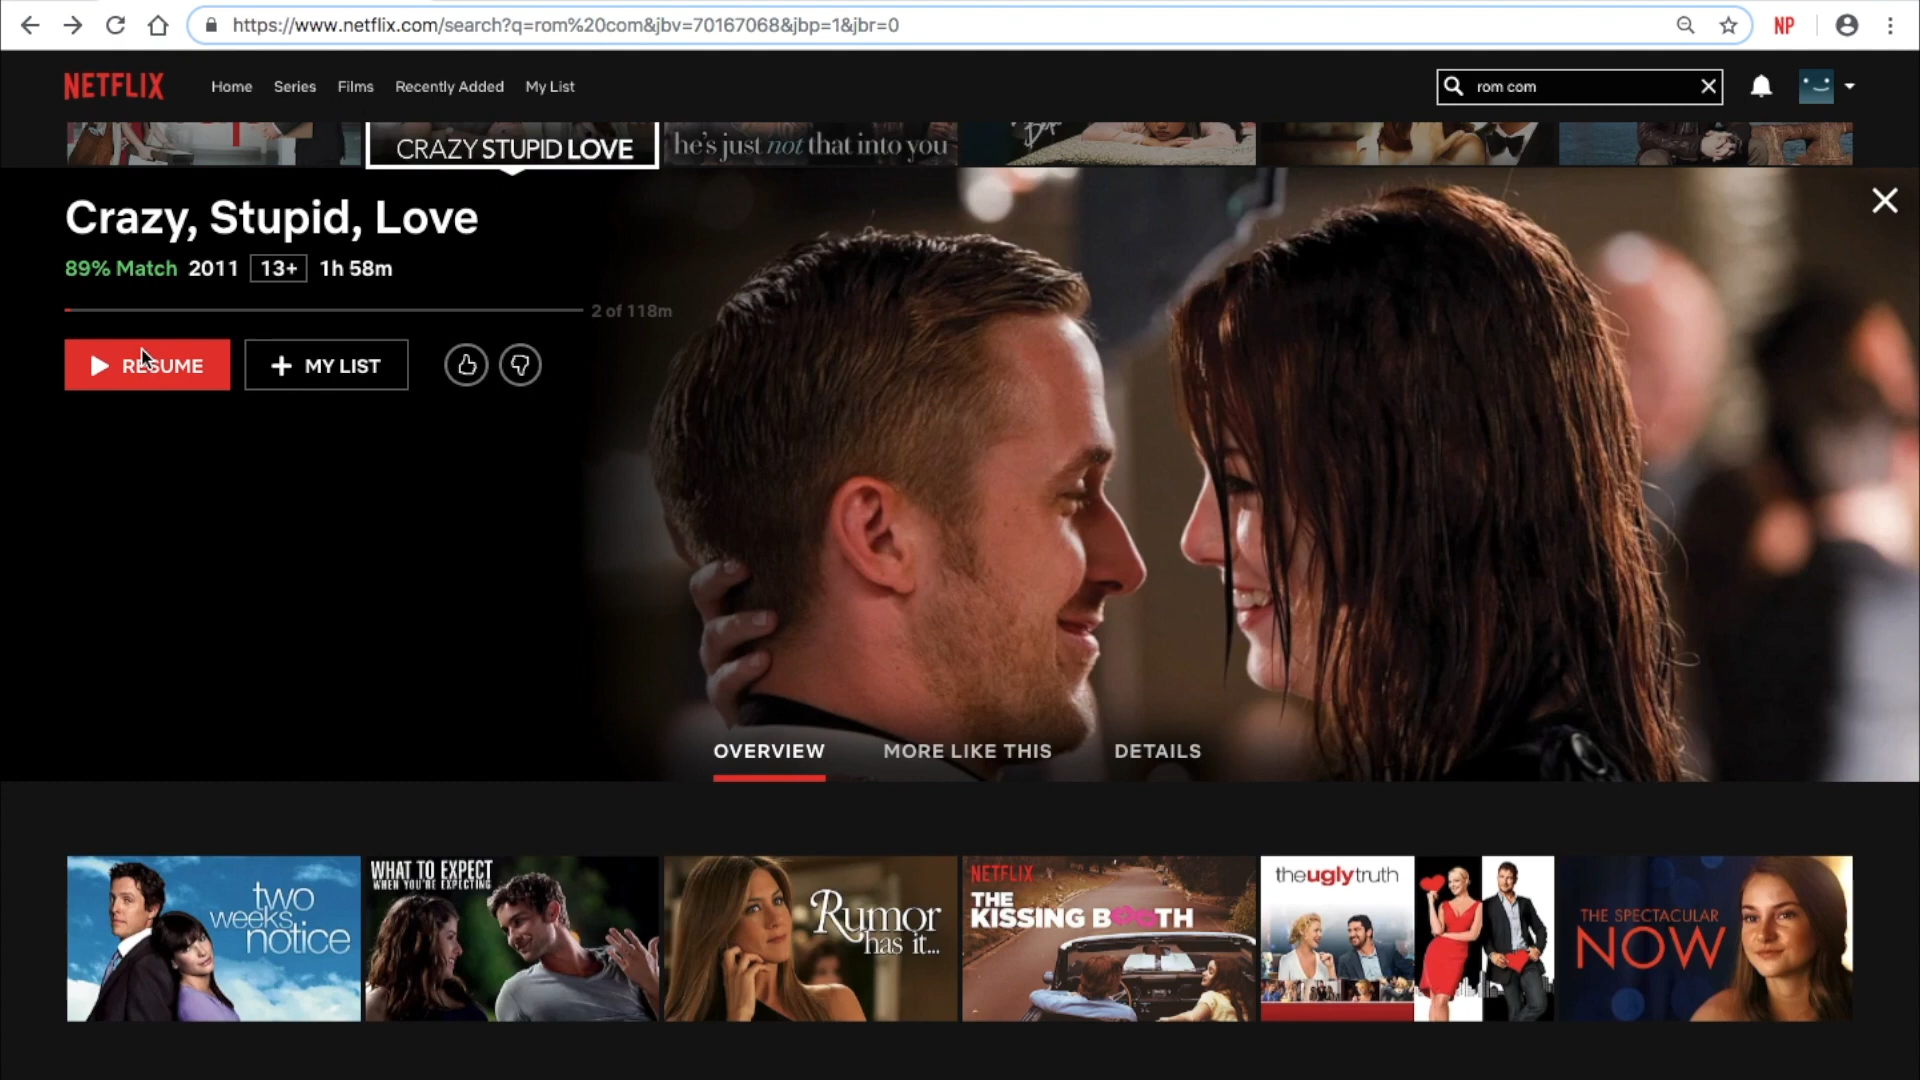 https://www.netflix.com/search?q=rom%20com&jbv=70167068&jbp=1&jbr=0
NP
NETFLIX
Home
Series
Films
Recently Added
My List
rom com
CRAZY STUPID LOVE
he's just not that into you
Crazy, Stupid, Love
89% Match 2011 13+ 1h 58m
2 of 118m
RESUME
MY LIST
OVERVIEW
MORE LIKE THIS
DETAILS
two
weeks
notice
WHAT TO EXPECT
WHEN YOU'RE EXPECTING
Rumor
has it...
NETFLIX
THE
KISSING BOOTH
theuglytruth
THE SPECTACULAR
NOW